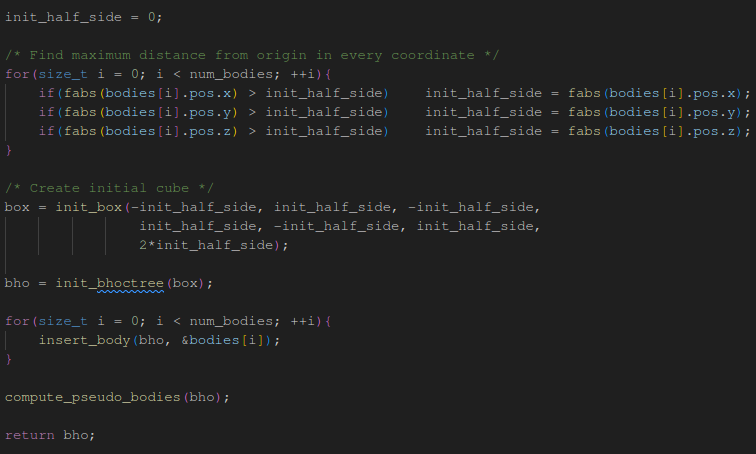 init_half_side = 0;
/* Find maximum distance from origin in every coordinate */
for(size_t i = 0; i < num_bodies; ++i){
if(fabs(bodies[i].pos.x) > init_half_side) init_half_side = fabs(bodies[i].pos.x);
if(fabs(bodies[i].pos.y) > init_half_side) init_half_side = fabs(bodies[i].pos.y);
if(fabs(bodies[i].pos.z) > init_half_side) init_half_side = fabs(bodies[i].pos.z);
}
/* Create initial cube */
box = init_box(-init_half_side, init_half_side, -init_half_side,
init_half_side, -init_half_side, init_half_side,
2*init_half_side);
bho = init_bhoctree(box);
for(size_t i = 0; i < num_bodies; ++i){
insert_body(bho, &bodies[i]);
}
compute_pseudo_bodies(bho);
return bho;